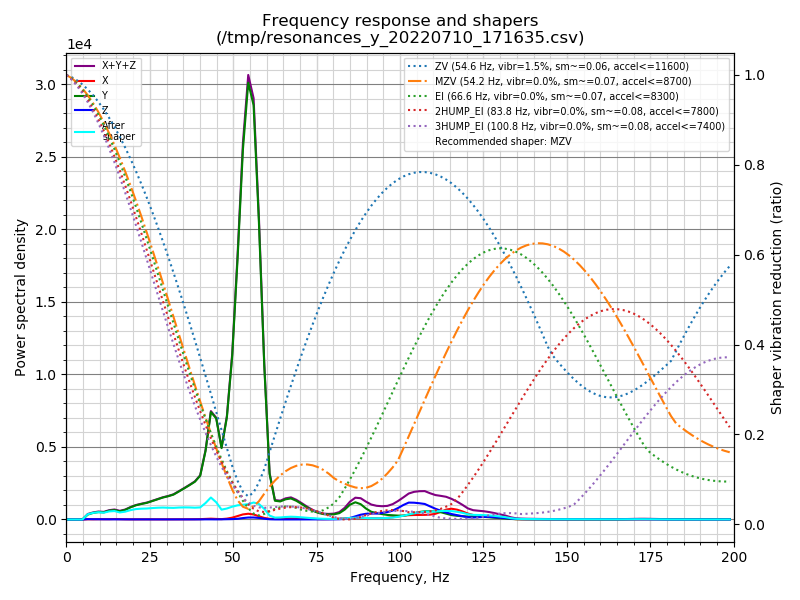 Frequency response and shapers
(/tmp/resonances_y_20220710_171635.csv)
1e4
X+Y+Z
X
Y
Z
After
shaper
ZV (54.6 Hz, vibr=1.5%, sm~=0.06, accel<=11600)
MZV (54.2 Hz, vibr=0.0%, sm~=0.07, accel<=8700)
EI (66.6 Hz, vibr=0.0%, sm~=0.07, accel<=8300)
2HUMP_EI (83.8 Hz, vibr=0.0%, sm~=0.08, accel<=7800)
3HUMP_EI (100.8 Hz, vibr=0.0%, sm~=0.08, accel<=7400)
Recommended shaper: MZV
Power spectral density
3.0
2.5
2.0
1.5
1.0
0.5
0.0
1.0
0.8
0.6
0.4
0.2
0.0
Shaper vibration reduction (ratio)
0 25 50 75 100 125 150 175 200
Frequency, Hz